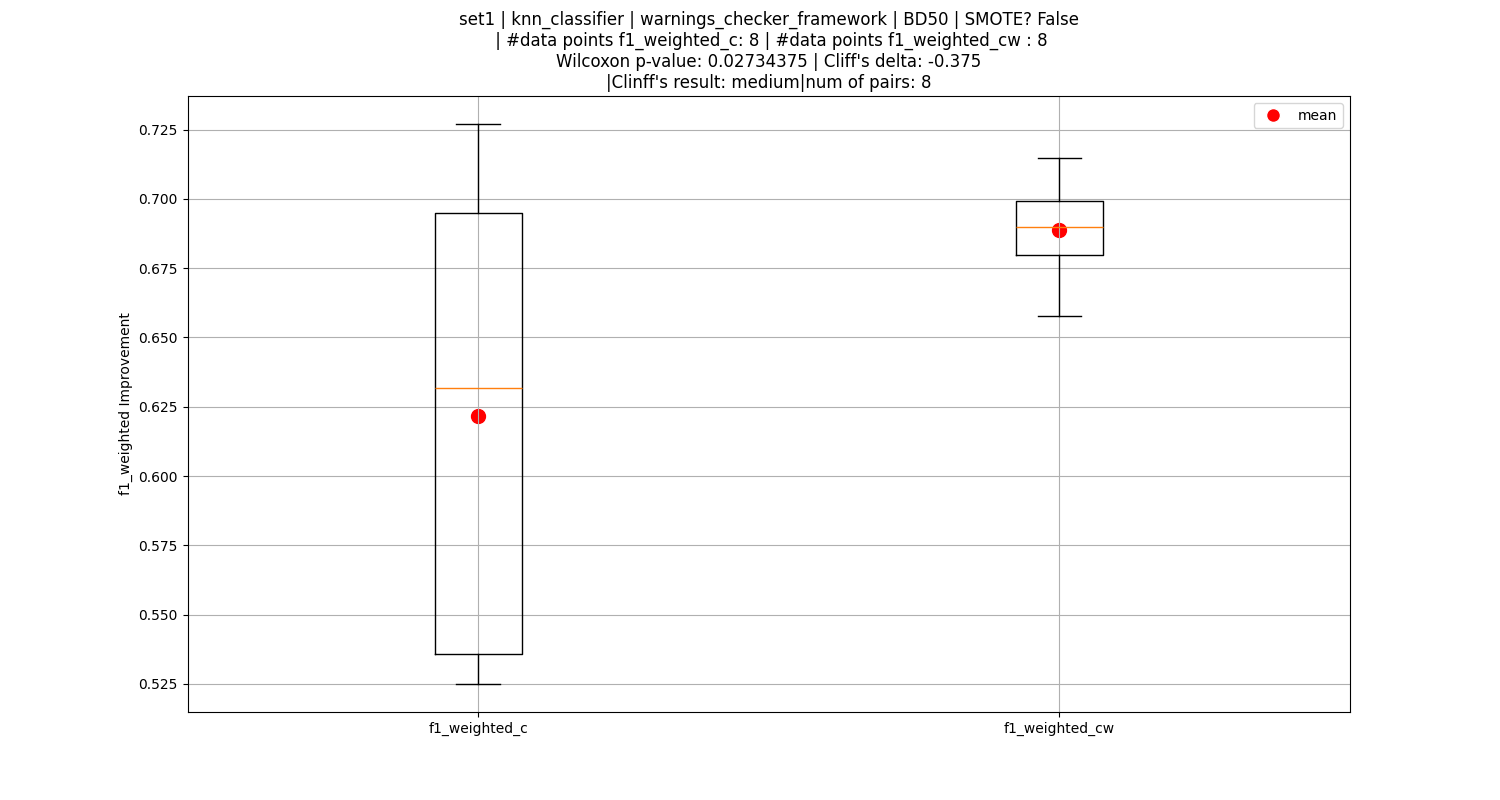 set1 | knn_classifier | warnings_checker_framework | BD50 | SMOTE? False
| #data points f1_weighted_c: 8 | #data points f1_weighted_cw : 8
Wilcoxon p-value: 0.02734375 | Cliff's delta: -0.375
|Clinff's result: medium|num of pairs: 8
mean
f1_weighted Improvement
0.725
0.700
0.675
0.650
0.625
0.600
0.575
0.550
0.525
f1_weighted_c
f1_weighted_cw